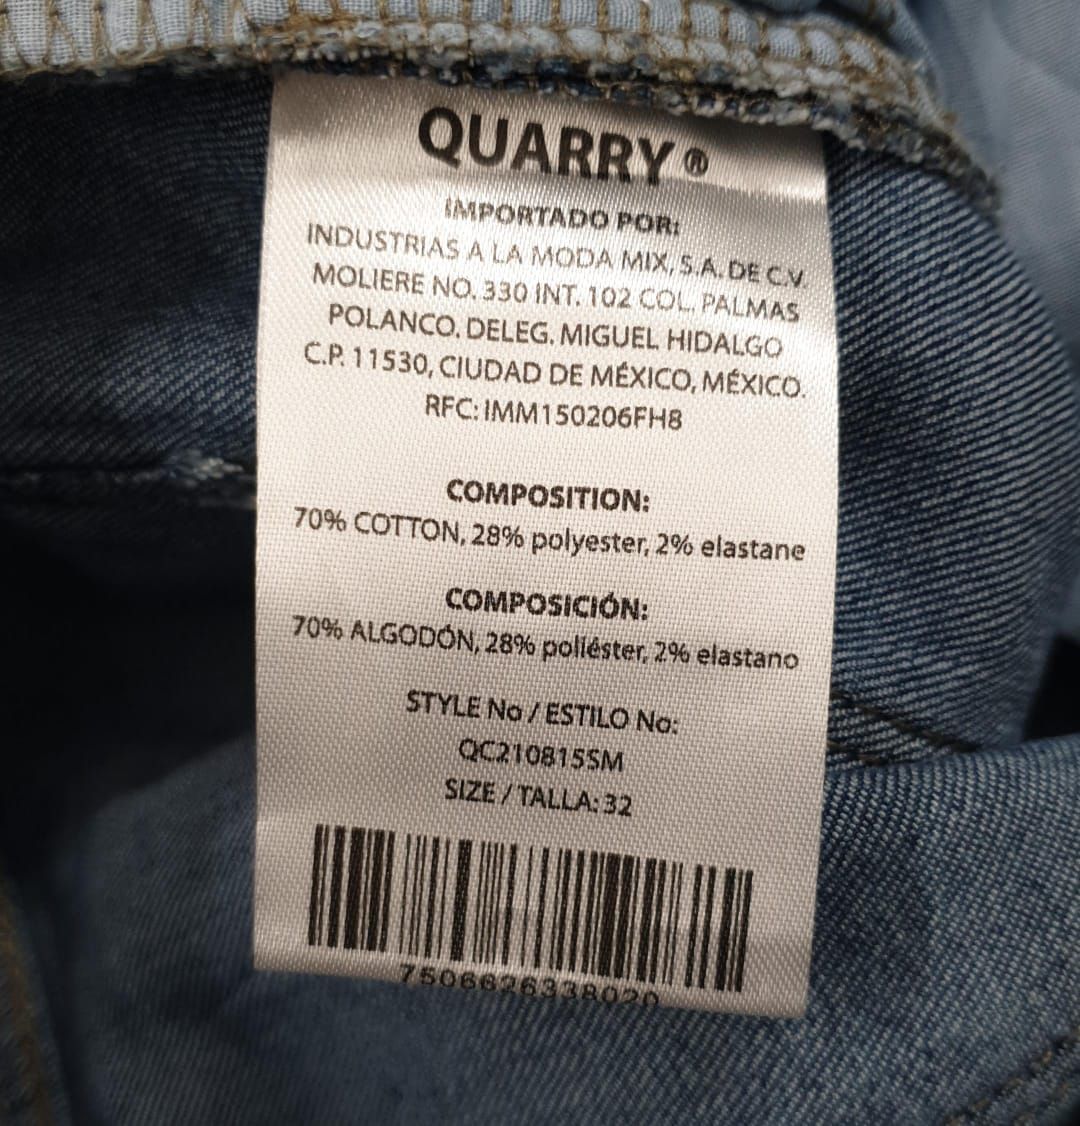 QUARRY®
IMPORTADO POR:
INDUSTRIAS A LA MODA MIX, S.A. DE C.V.
MOLIERE NO. 330 INT. 102 COL. PALMAS
POLANCO. DELEG. MIGUEL HIDALGO
C.P. 11530, CIUDAD DE MÉXICO, MÉXICO.
RFC: IMM150206FH8
COMPOSITION:
70% COTTON, 28% polyester, 2% elastane
COMPOSICIÓN:
70% ALGODÓN, 28% poliéster, 2% elastano
STYLE No / ESTILO No:
QC210815SM
SIZE / TALLA: 32
7506626338020